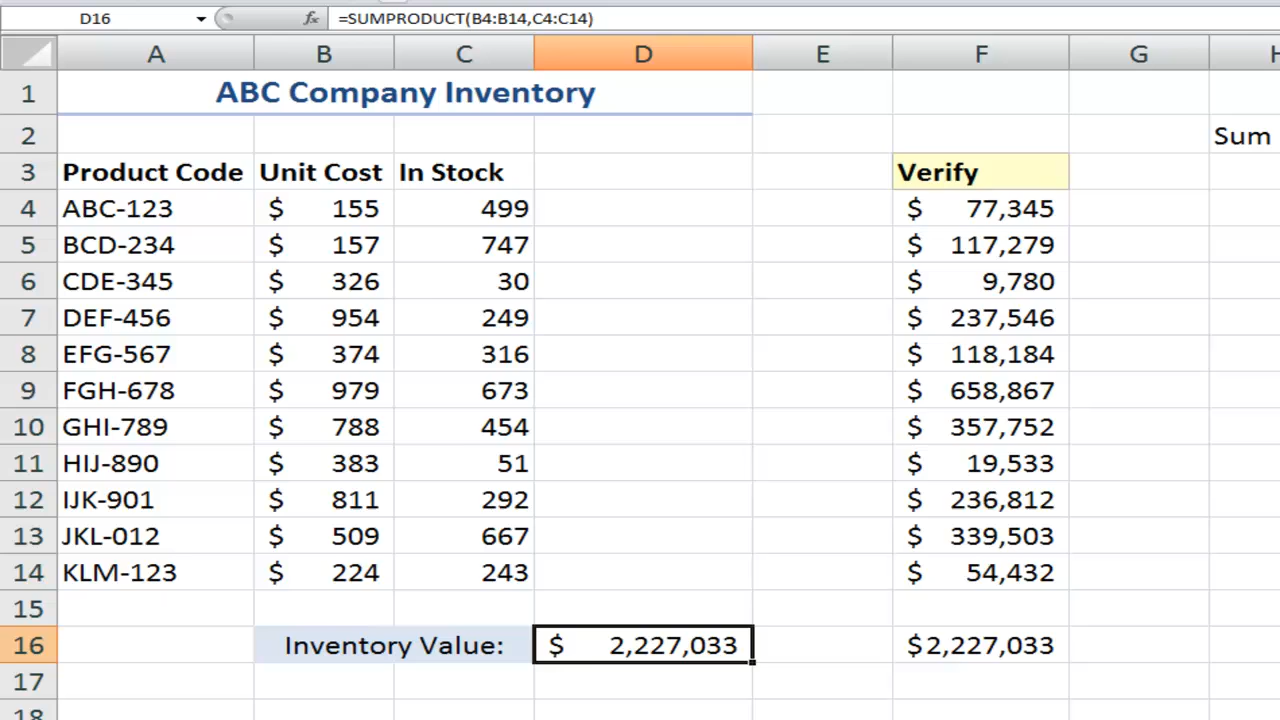 D16 fx =SUMPRODUCT(B4:B14,C4:C14)
A B C D E F G H
1 ABC Company Inventory
2 Sum
3 Product Code Unit Cost In Stock Verify
4 ABC-123 $ 155 499 $ 77,345
5 BCD-234 $ 157 747 $ 117,279
6 CDE-345 $ 326 30 $ 9,780
7 DEF-456 $ 954 249 $ 237,546
8 EFG-567 $ 374 316 $ 118,184
9 FGH-678 $ 979 673 $ 658,867
10 GHI-789 $ 788 454 $ 357,752
11 HIJ-890 $ 383 51 $ 19,533
12 IJK-901 $ 811 292 $ 236,812
13 JKL-012 $ 509 667 $ 339,503
14 KLM-123 $ 224 243 $ 54,432
15
16 Inventory Value: $ 2,227,033 $2,227,033
17
18